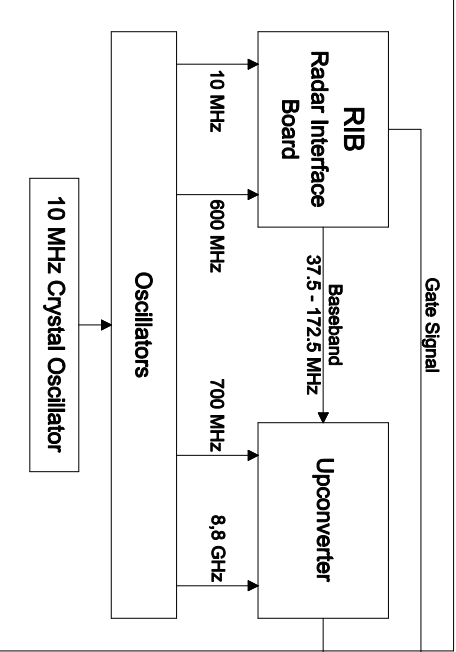 Gate Signal
RIB
Radar Interface
Board
Baseband
37.5 - 172.5 MHz
Upconverter
10 MHz
600 MHz
700 MHz
8,8 GHz
Oscillators
10 MHz Crystal Oscillator